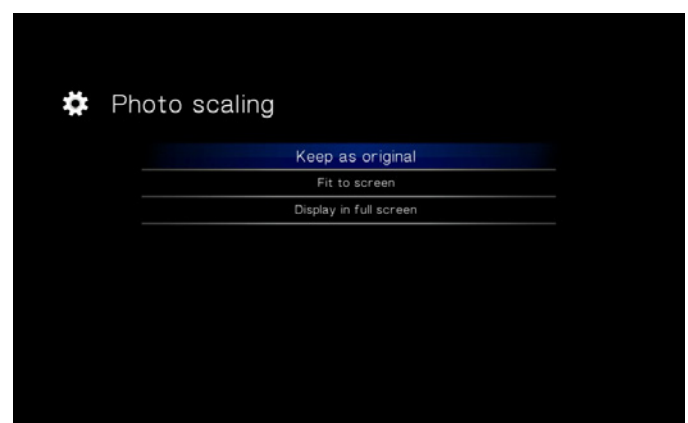 Photo scaling
Keep as original
Fit to screen
Display in full screen